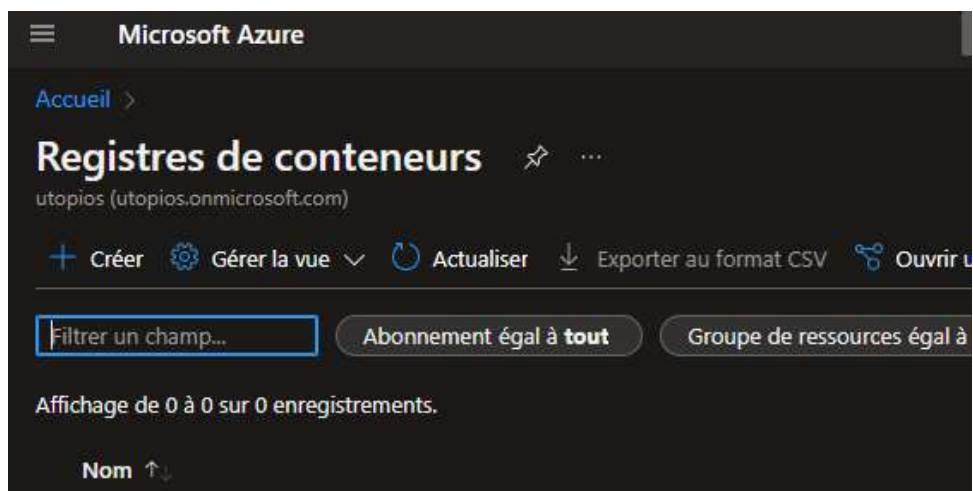 Microsoft Azure
Accueil >
Registres de conteneurs ...
utopios (utopios.onmicrosoft.com)
+ Créer Gérer la vue Actualiser Exporter au format CSV Ouvrir u
Filtrer un champ... Abonnement égal à tout Groupe de ressources égal à
Affichage de 0 à 0 sur 0 enregistrements.
Nom ↑↓